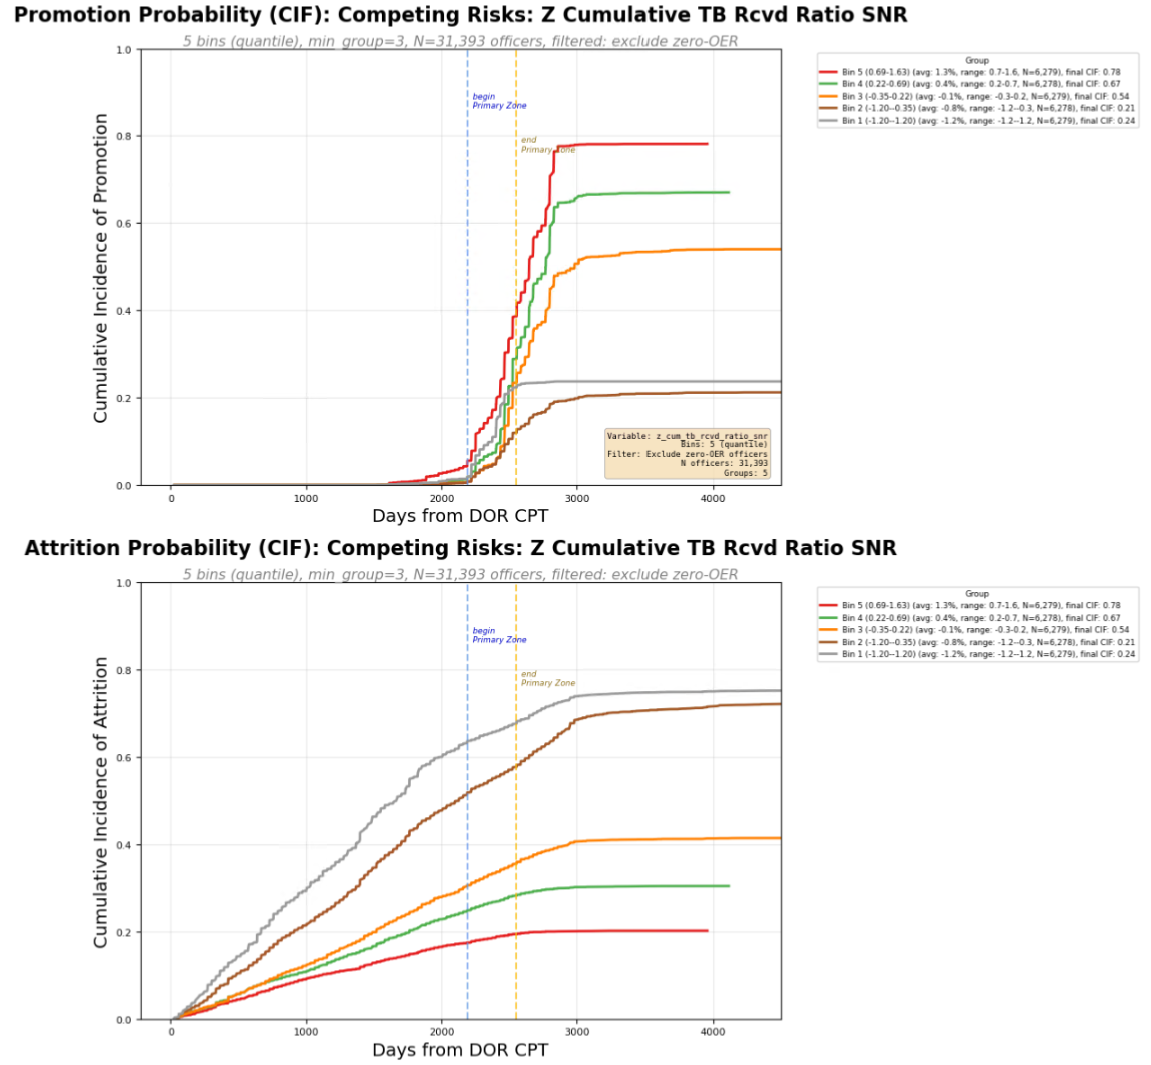 Promotion Probability (CIF): Competing Risks: Z Cumulative TB Rcvd Ratio SNR
5 bins (quantile), min_group=3, N=31,393 officers, filtered: exclude zero-OER
Cumulative Incidence of Promotion
1.0
0.8
0.6
0.4
0.2
0.0
begin
Primary Zone
end
Primary Zone
Variable: z_cum_tb_rcvd_ratio_snr
Bins: 5 (quantile)
Filter: Exclude zero-OER officers
N officers: 31,393
Groups: 5
0
1000
2000
3000
4000
Days from DOR CPT
Group
Bin 5 (0.69-1.63) (avg: 1.3%, range: 0.7-1.6, N=6,279), final CIF: 0.78
Bin 4 (0.22-0.69) (avg: 0.4%, range: 0.2-0.7, N=6,278), final CIF: 0.67
Bin 3 (-0.35-0.22) (avg: -0.1%, range: -0.3-0.2, N=6,279), final CIF: 0.54
Bin 2 (-1.20--0.35) (avg: -0.8%, range: -1.2--0.3, N=6,278), final CIF: 0.21
Bin 1 (-1.20--1.20) (avg: -1.2%, range: -1.2--1.2, N=6,279), final CIF: 0.24
Attrition Probability (CIF): Competing Risks: Z Cumulative TB Rcvd Ratio SNR
5 bins (quantile), min_group=3, N=31,393 officers, filtered: exclude zero-OER
Cumulative Incidence of Attrition
1.0
0.8
0.6
0.4
0.2
0.0
begin
Primary Zone
end
Primary Zone
0
1000
2000
3000
4000
Days from DOR CPT
Group
Bin 5 (0.69-1.63) (avg: 1.3%, range: 0.7-1.6, N=6,279), final CIF: 0.78
Bin 4 (0.22-0.69) (avg: 0.4%, range: 0.2-0.7, N=6,278), final CIF: 0.67
Bin 3 (-0.35-0.22) (avg: -0.1%, range: -0.3-0.2, N=6,279), final CIF: 0.54
Bin 2 (-1.20--0.35) (avg: -0.8%, range: -1.2--0.3, N=6,278), final CIF: 0.21
Bin 1 (-1.20--1.20) (avg: -1.2%, range: -1.2--1.2, N=6,279), final CIF: 0.24